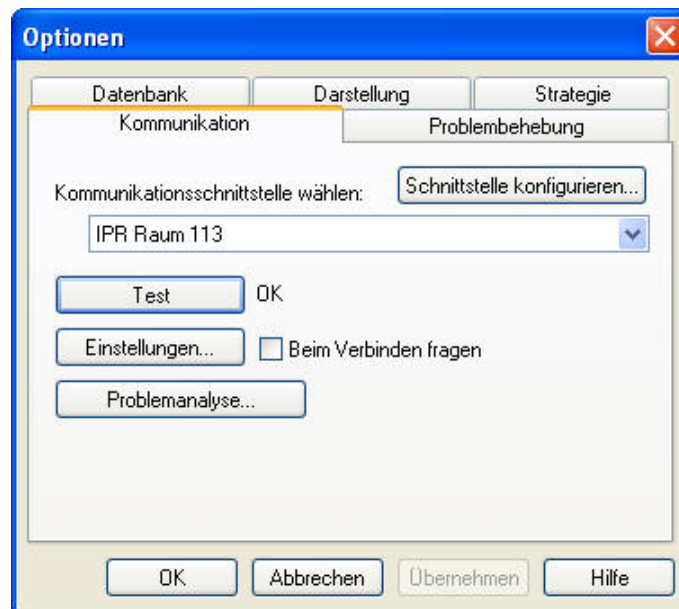 Optionen
Datenbank Darstellung Strategie
Kommunikation Problembehebung
Kommunikationsschnittstelle wählen: Schnittstelle konfigurieren...
IPR Raum 113
Test OK
Einstellungen... Beim Verbinden fragen
Problemanalyse...
OK Abbrechen Übernehmen Hilfe